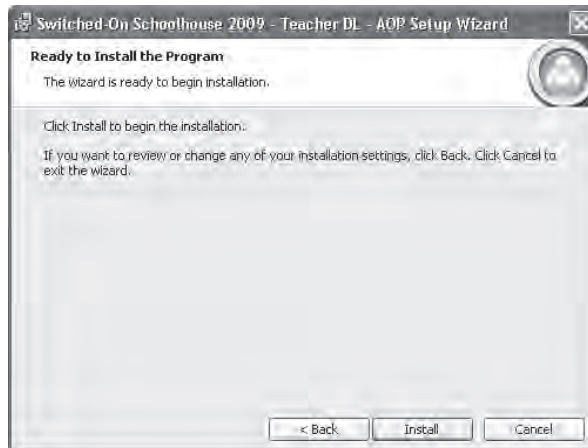 Switched-On Schoolhouse 2009 - Teacher DL - AOP Setup Wizard
Ready to Install the Program
The wizard is ready to begin installation.
Click Install to begin the installation.
If you want to review or change any of your installation settings, click Back. Click Cancel to
exit the wizard.
< Back
Install
Cancel